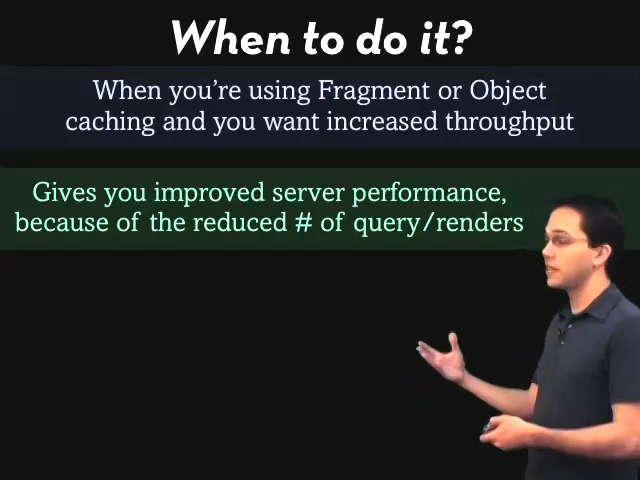 When to do it?
When you're using Fragment or Object
caching and you want increased throughput
Gives you improved server performance,
because of the reduced # of query/renders